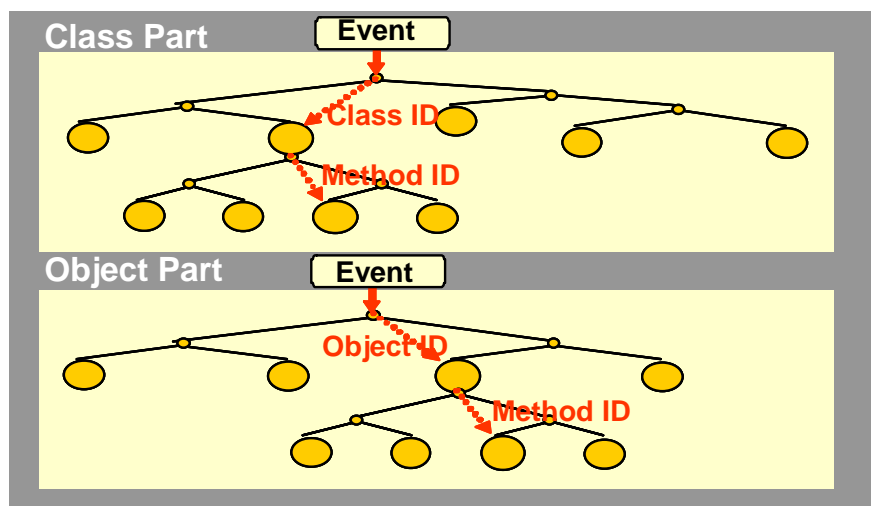 Class Part
Event
Class ID
Method ID
Object Part
Event
Object ID
Method ID